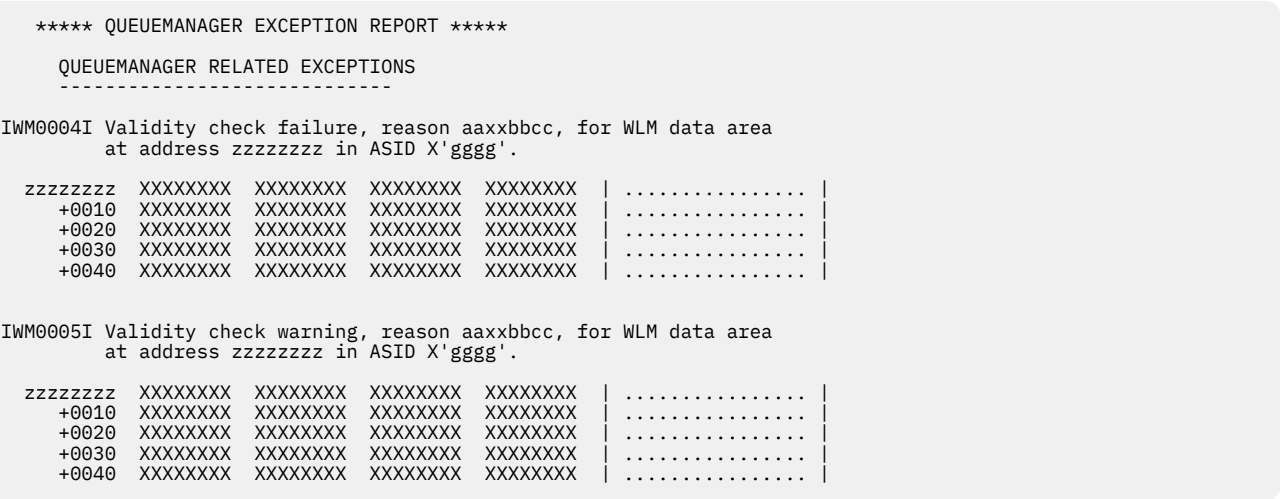 ***** QUEUEMANAGER EXCEPTION REPORT *****
QUEUEMANAGER RELATED EXCEPTIONS
-----------------------------
IWM0004I Validity check failure, reason aaxxbbcc, for WLM data area
at address zzzzzzzz in ASID X'gggg'.
zzzzzzzz XXXXXXXX XXXXXXXX XXXXXXXX XXXXXXXX | ................ |
+0010 XXXXXXXX XXXXXXXX XXXXXXXX XXXXXXXX | ................ |
+0020 XXXXXXXX XXXXXXXX XXXXXXXX XXXXXXXX | ................ |
+0030 XXXXXXXX XXXXXXXX XXXXXXXX XXXXXXXX | ................ |
+0040 XXXXXXXX XXXXXXXX XXXXXXXX XXXXXXXX | ................ |
IWM0005I Validity check warning, reason aaxxbbcc, for WLM data area
at address zzzzzzzz in ASID X'gggg'.
zzzzzzzz XXXXXXXX XXXXXXXX XXXXXXXX XXXXXXXX | ................ |
+0010 XXXXXXXX XXXXXXXX XXXXXXXX XXXXXXXX | ................ |
+0020 XXXXXXXX XXXXXXXX XXXXXXXX XXXXXXXX | ................ |
+0030 XXXXXXXX XXXXXXXX XXXXXXXX XXXXXXXX | ................ |
+0040 XXXXXXXX XXXXXXXX XXXXXXXX XXXXXXXX | ................ |